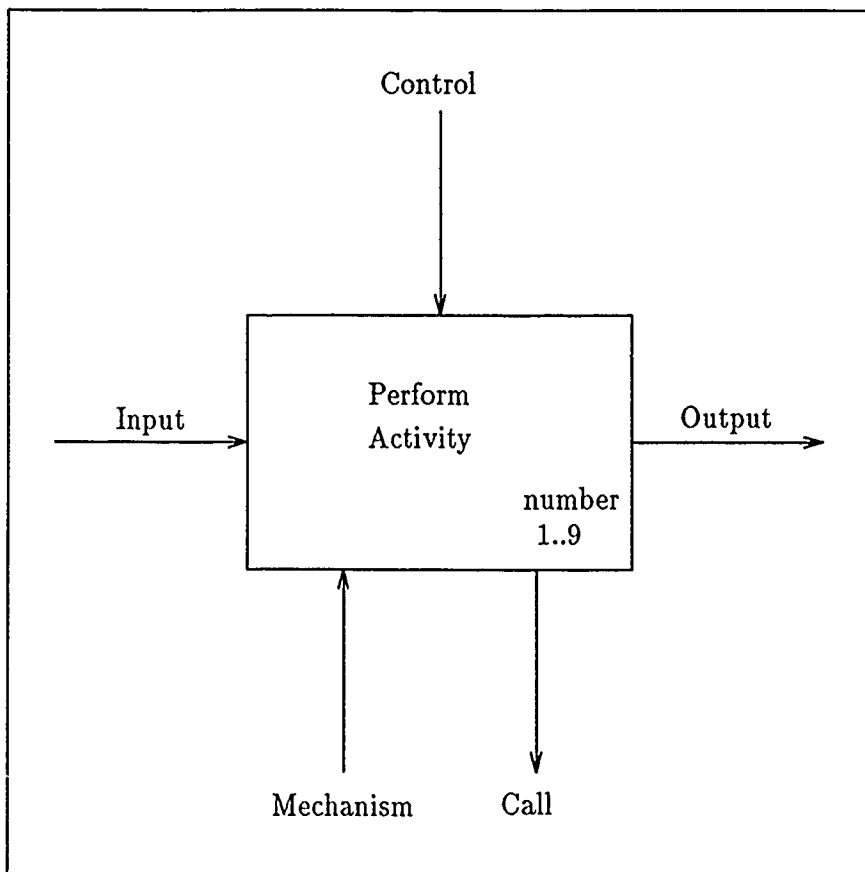 Control
Perform
Activity
Input
Output
number
1..9
Mechanism
Call